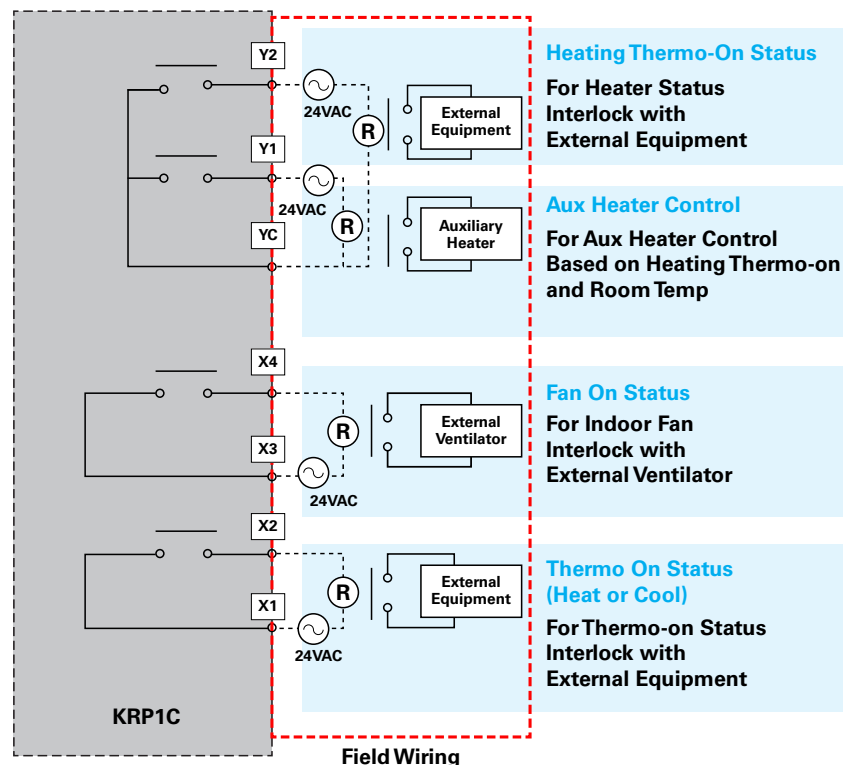 Y2
24VAC
R
External
Equipment
Heating Thermo-On Status
For Heater Status
Interlock with
External Equipment
Y1
24VAC
YC
R
Auxiliary
Heater
Aux Heater Control
For Aux Heater Control
Based on Heating Thermo-on
and Room Temp
X4
R
External
Ventilator
X3
24VAC
Fan On Status
For Indoor Fan
Interlock with
External Ventilator
X2
R
External
Equipment
X1
24VAC
Thermo On Status
(Heat or Cool)
For Thermo-on Status
Interlock with
External Equipment
KRP1C
Field Wiring